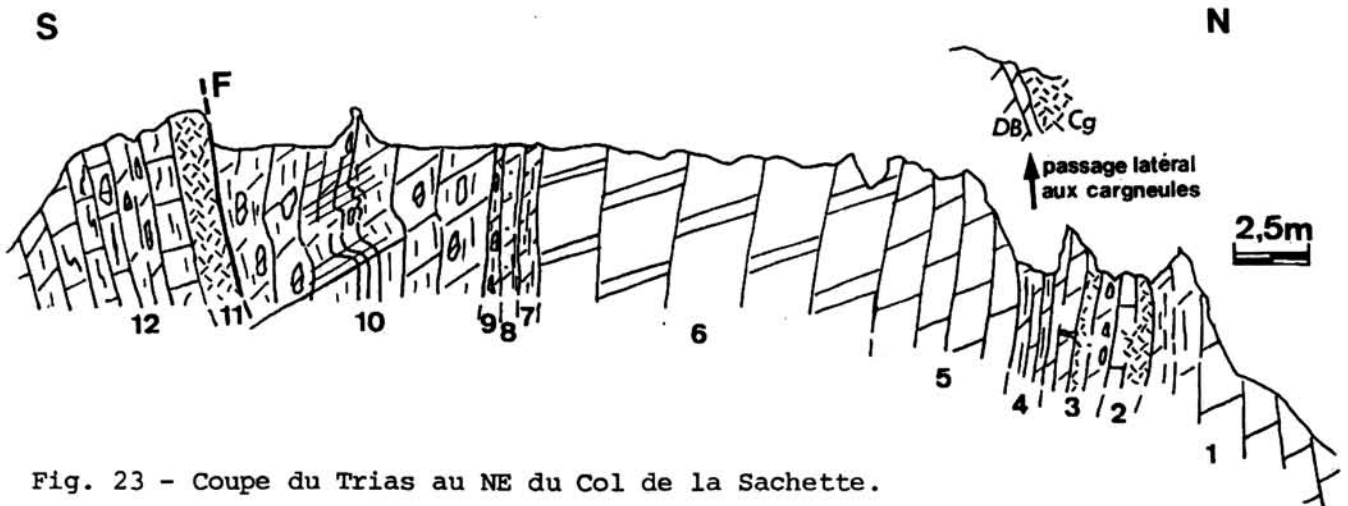 S
N
F
DB
Cg
passage latéral
aux cargneules
2,5m
12
11
10
9
8
7
6
5
4
3
2
1
Fig. 23 - Coupe du Trias au NE du Col de la Sachette.